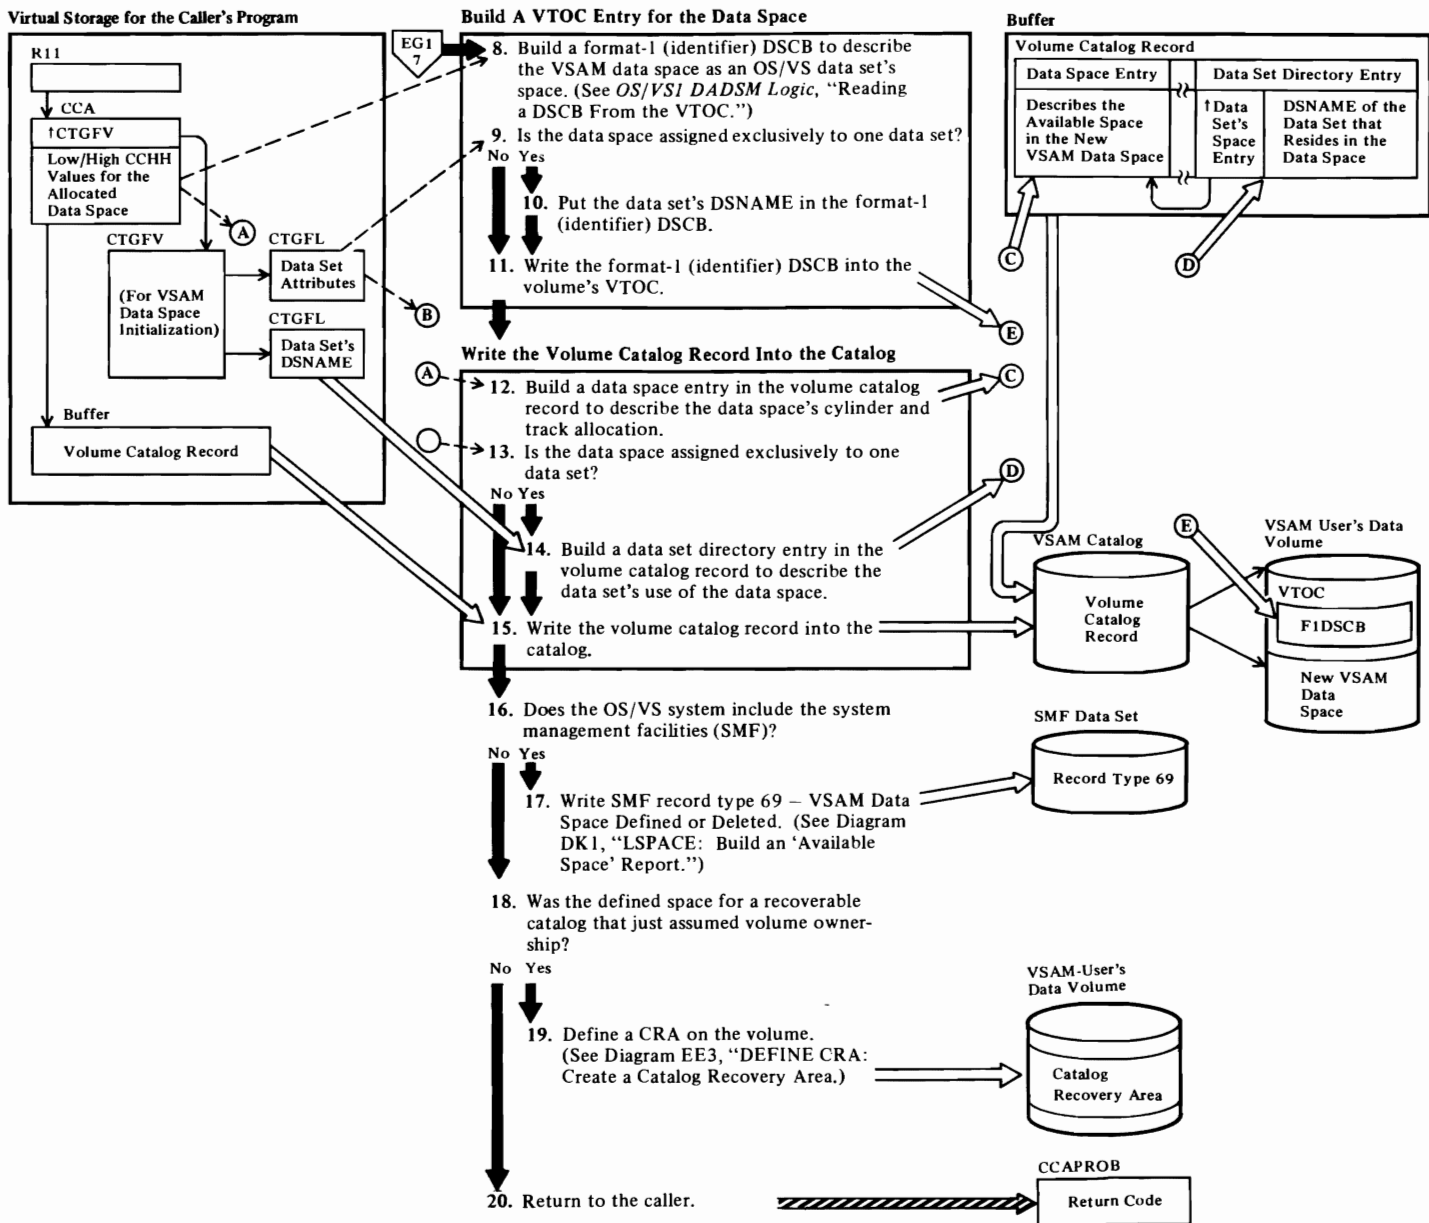 Virtual Storage for the Caller's Program
R11
CCA
↑CTGFV
Low/High CCHH
Values for the
Allocated
Data Space
A
CTGFV
(For VSAM
Data Space
Initialization)
CTGFL
Data Set
Attributes
B
CTGFL
Data Set's
DSNAME
Buffer
Volume Catalog Record
Build A VTOC Entry for the Data Space
EG1
7
8. Build a format-1 (identifier) DSCB to describe
the VSAM data space as an OS/VS data set's
space. (See OS/VS1 DADSM Logic, “Reading
a DSCB From the VTOC.”)
9. Is the data space assigned exclusively to one data set?
No Yes
10. Put the data set's DSNAME in the format-1
(identifier) DSCB.
11. Write the format-1 (identifier) DSCB into the
volume's VTOC.
E
Write the Volume Catalog Record Into the Catalog
A
12. Build a data space entry in the volume catalog
record to describe the data space's cylinder and
track allocation.
C
13. Is the data space assigned exclusively to one
data set?
No Yes
D
14. Build a data set directory entry in the
volume catalog record to describe the
data set's use of the data space.
15. Write the volume catalog record into the
catalog.
16. Does the OS/VS system include the system
management facilities (SMF)?
No Yes
17. Write SMF record type 69 – VSAM Data
Space Defined or Deleted. (See Diagram
DK1, “LSPACE: Build an ‘Available
Space’ Report.”)
18. Was the defined space for a recoverable
catalog that just assumed volume owner-
ship?
No Yes
19. Define a CRA on the volume.
(See Diagram EE3, “DEFINE CRA:
Create a Catalog Recovery Area.)
20. Return to the caller.
Buffer
Volume Catalog Record
Data Space Entry
Data Set Directory Entry
Describes the
Available Space
in the New
VSAM Data Space
↑Data
Set's
Space
Entry
DSNAME of the
Data Set that
Resides in the
Data Space
C
D
VSAM Catalog
Volume
Catalog
Record
E
VSAM User's Data
Volume
VTOC
F1DSCB
New VSAM
Data
Space
SMF Data Set
Record Type 69
VSAM-User's
Data Volume
Catalog
Recovery Area
CCAPROB
Return Code